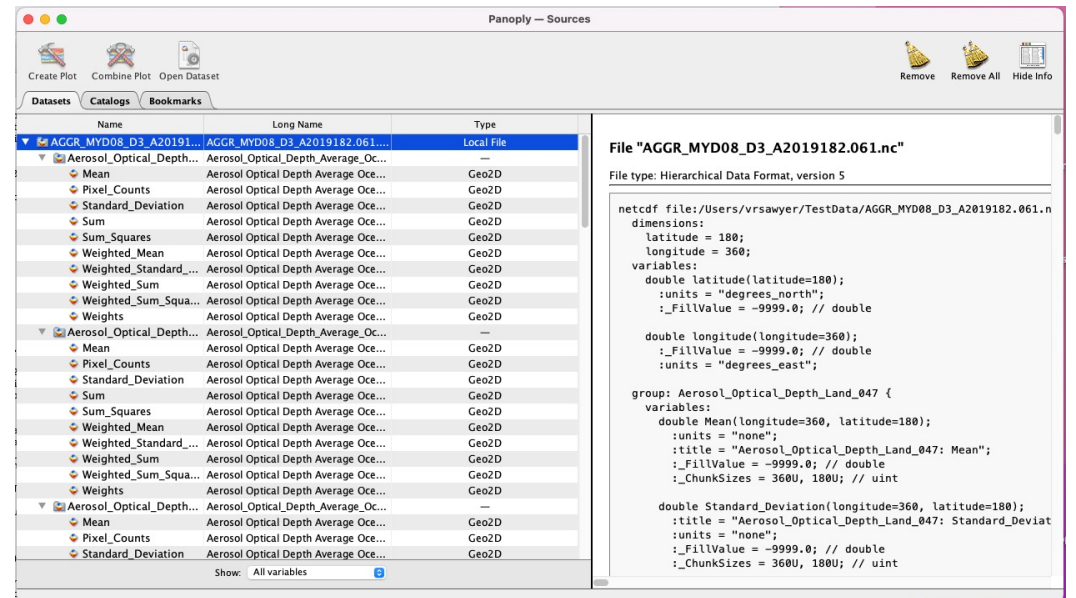 Panoply — Sources
Create Plot Combine Plot Open Dataset Remove Remove All Hide Info
Datasets Catalogs Bookmarks
Name Long Name Type
AGGR_MYD08_D3_A20191... AGGR_MYD08_D3_A2019182.061.... Local File
Aerosol_Optical_Depth... Aerosol_Optical_Depth_Average_Oc... —
Mean Aerosol Optical Depth Average Oce... Geo2D
Pixel_Counts Aerosol Optical Depth Average Oce... Geo2D
Standard_Deviation Aerosol Optical Depth Average Oce... Geo2D
Sum Aerosol Optical Depth Average Oce... Geo2D
Sum_Squares Aerosol Optical Depth Average Oce... Geo2D
Weighted_Mean Aerosol Optical Depth Average Oce... Geo2D
Weighted_Standard_... Aerosol Optical Depth Average Oce... Geo2D
Weighted_Sum Aerosol Optical Depth Average Oce... Geo2D
Weighted_Sum_Squa... Aerosol Optical Depth Average Oce... Geo2D
Weights Aerosol Optical Depth Average Oce... Geo2D
Aerosol_Optical_Depth... Aerosol_Optical_Depth_Average_Oc... —
Mean Aerosol Optical Depth Average Oce... Geo2D
Pixel_Counts Aerosol Optical Depth Average Oce... Geo2D
Standard_Deviation Aerosol Optical Depth Average Oce... Geo2D
Sum Aerosol Optical Depth Average Oce... Geo2D
Sum_Squares Aerosol Optical Depth Average Oce... Geo2D
Weighted_Mean Aerosol Optical Depth Average Oce... Geo2D
Weighted_Standard_... Aerosol Optical Depth Average Oce... Geo2D
Weighted_Sum Aerosol Optical Depth Average Oce... Geo2D
Weighted_Sum_Squa... Aerosol Optical Depth Average Oce... Geo2D
Weights Aerosol Optical Depth Average Oce... Geo2D
Aerosol_Optical_Depth... Aerosol_Optical_Depth_Average_Oc... —
Mean Aerosol Optical Depth Average Oce... Geo2D
Pixel_Counts Aerosol Optical Depth Average Oce... Geo2D
Standard_Deviation Aerosol Optical Depth Average Oce... Geo2D
Show: All variables
File "AGGR_MYD08_D3_A2019182.061.nc"
File type: Hierarchical Data Format, version 5
netcdf file:/Users/vrsawyer/TestData/AGGR_MYD08_D3_A2019182.061.n
dimensions:
latitude = 180;
longitude = 360;
variables:
double latitude(latitude=180);
:units = "degrees_north";
:_FillValue = -9999.0; // double
double longitude(longitude=360);
:_FillValue = -9999.0; // double
:units = "degrees_east";
group: Aerosol_Optical_Depth_Land_047 {
variables:
double Mean(longitude=360, latitude=180);
:units = "none";
:title = "Aerosol_Optical_Depth_Land_047: Mean";
:_FillValue = -9999.0; // double
:_ChunkSizes = 360U, 180U; // uint
double Standard_Deviation(longitude=360, latitude=180);
:title = "Aerosol_Optical_Depth_Land_047: Standard_Deviat
:units = "none";
:_FillValue = -9999.0; // double
:_ChunkSizes = 360U, 180U; // uint